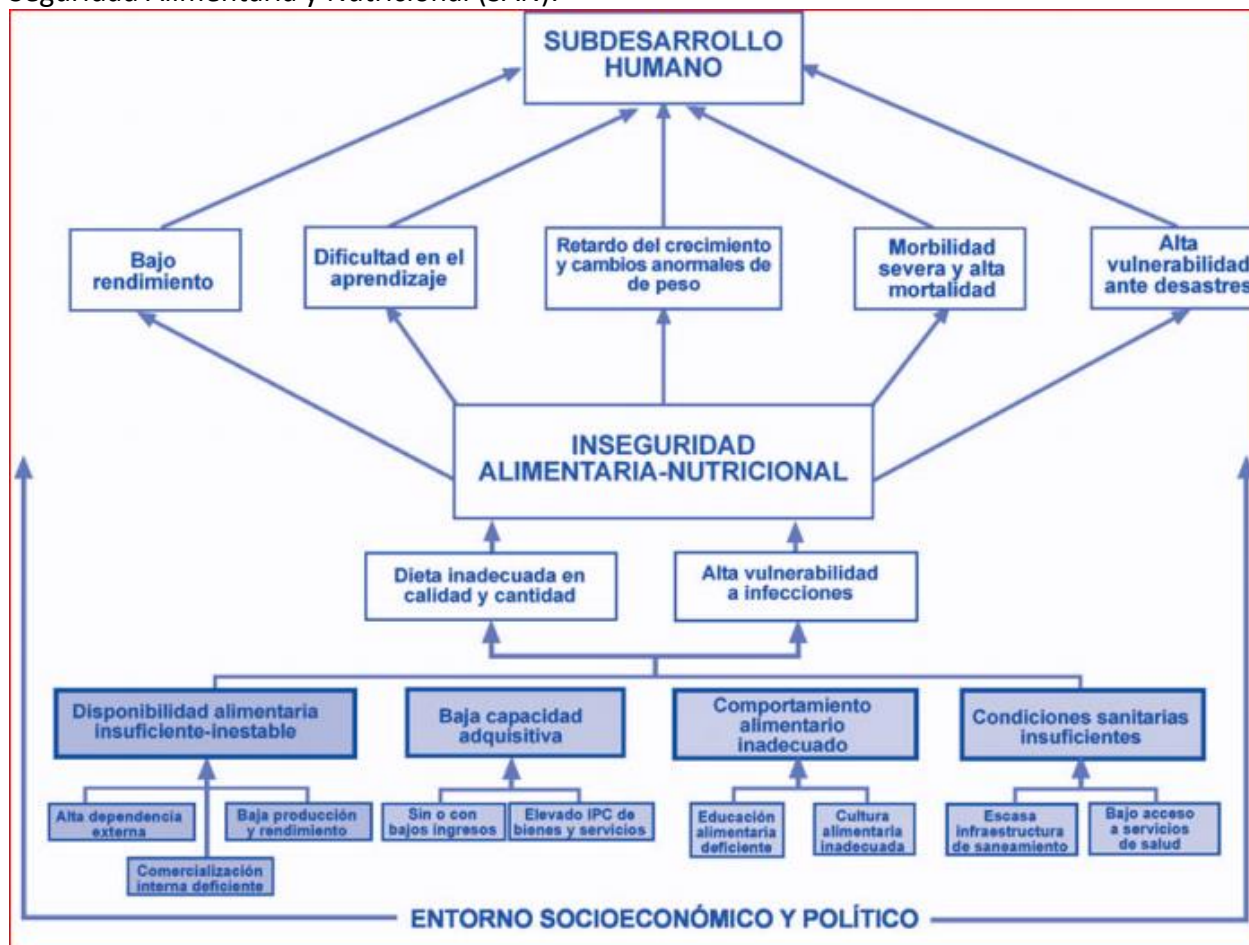 Seguridad Alimentaria y Nutricional (SAN).
SUBDESARROLLO
HUMANO
Bajo
rendimiento
Dificultad en el
aprendizaje
Retardo del crecimiento
y cambios anormales de
de peso
Morbilidad
severa y alta
mortalidad
Alta
vulnerabilidad
ante desastres
INSEGURIDAD
ALIMENTARIA-NUTRICIONAL
Dieta inadecuada en
calidad y cantidad
Alta vulnerabilidad
a infecciones
Disponibilidad alimentaria
insuficiente-inestable
Baja capacidad
adquisitiva
Comportamiento
alimentario
inadecuado
Condiciones sanitarias
insuficientes
Alta dependencia
externa
Baja producción
y rendimiento
Comercialización
interna deficiente
Sin o con
bajos ingresos
Elevado IPC de
bienes y servicios
Educación
alimentaria
deficiente
Cultura
alimentaria
inadecuada
Escasa
infraestructura
de saneamiento
Bajo acceso
a servicios
de salud
ENTORNO SOCIOECONÓMICO Y POLÍTICO